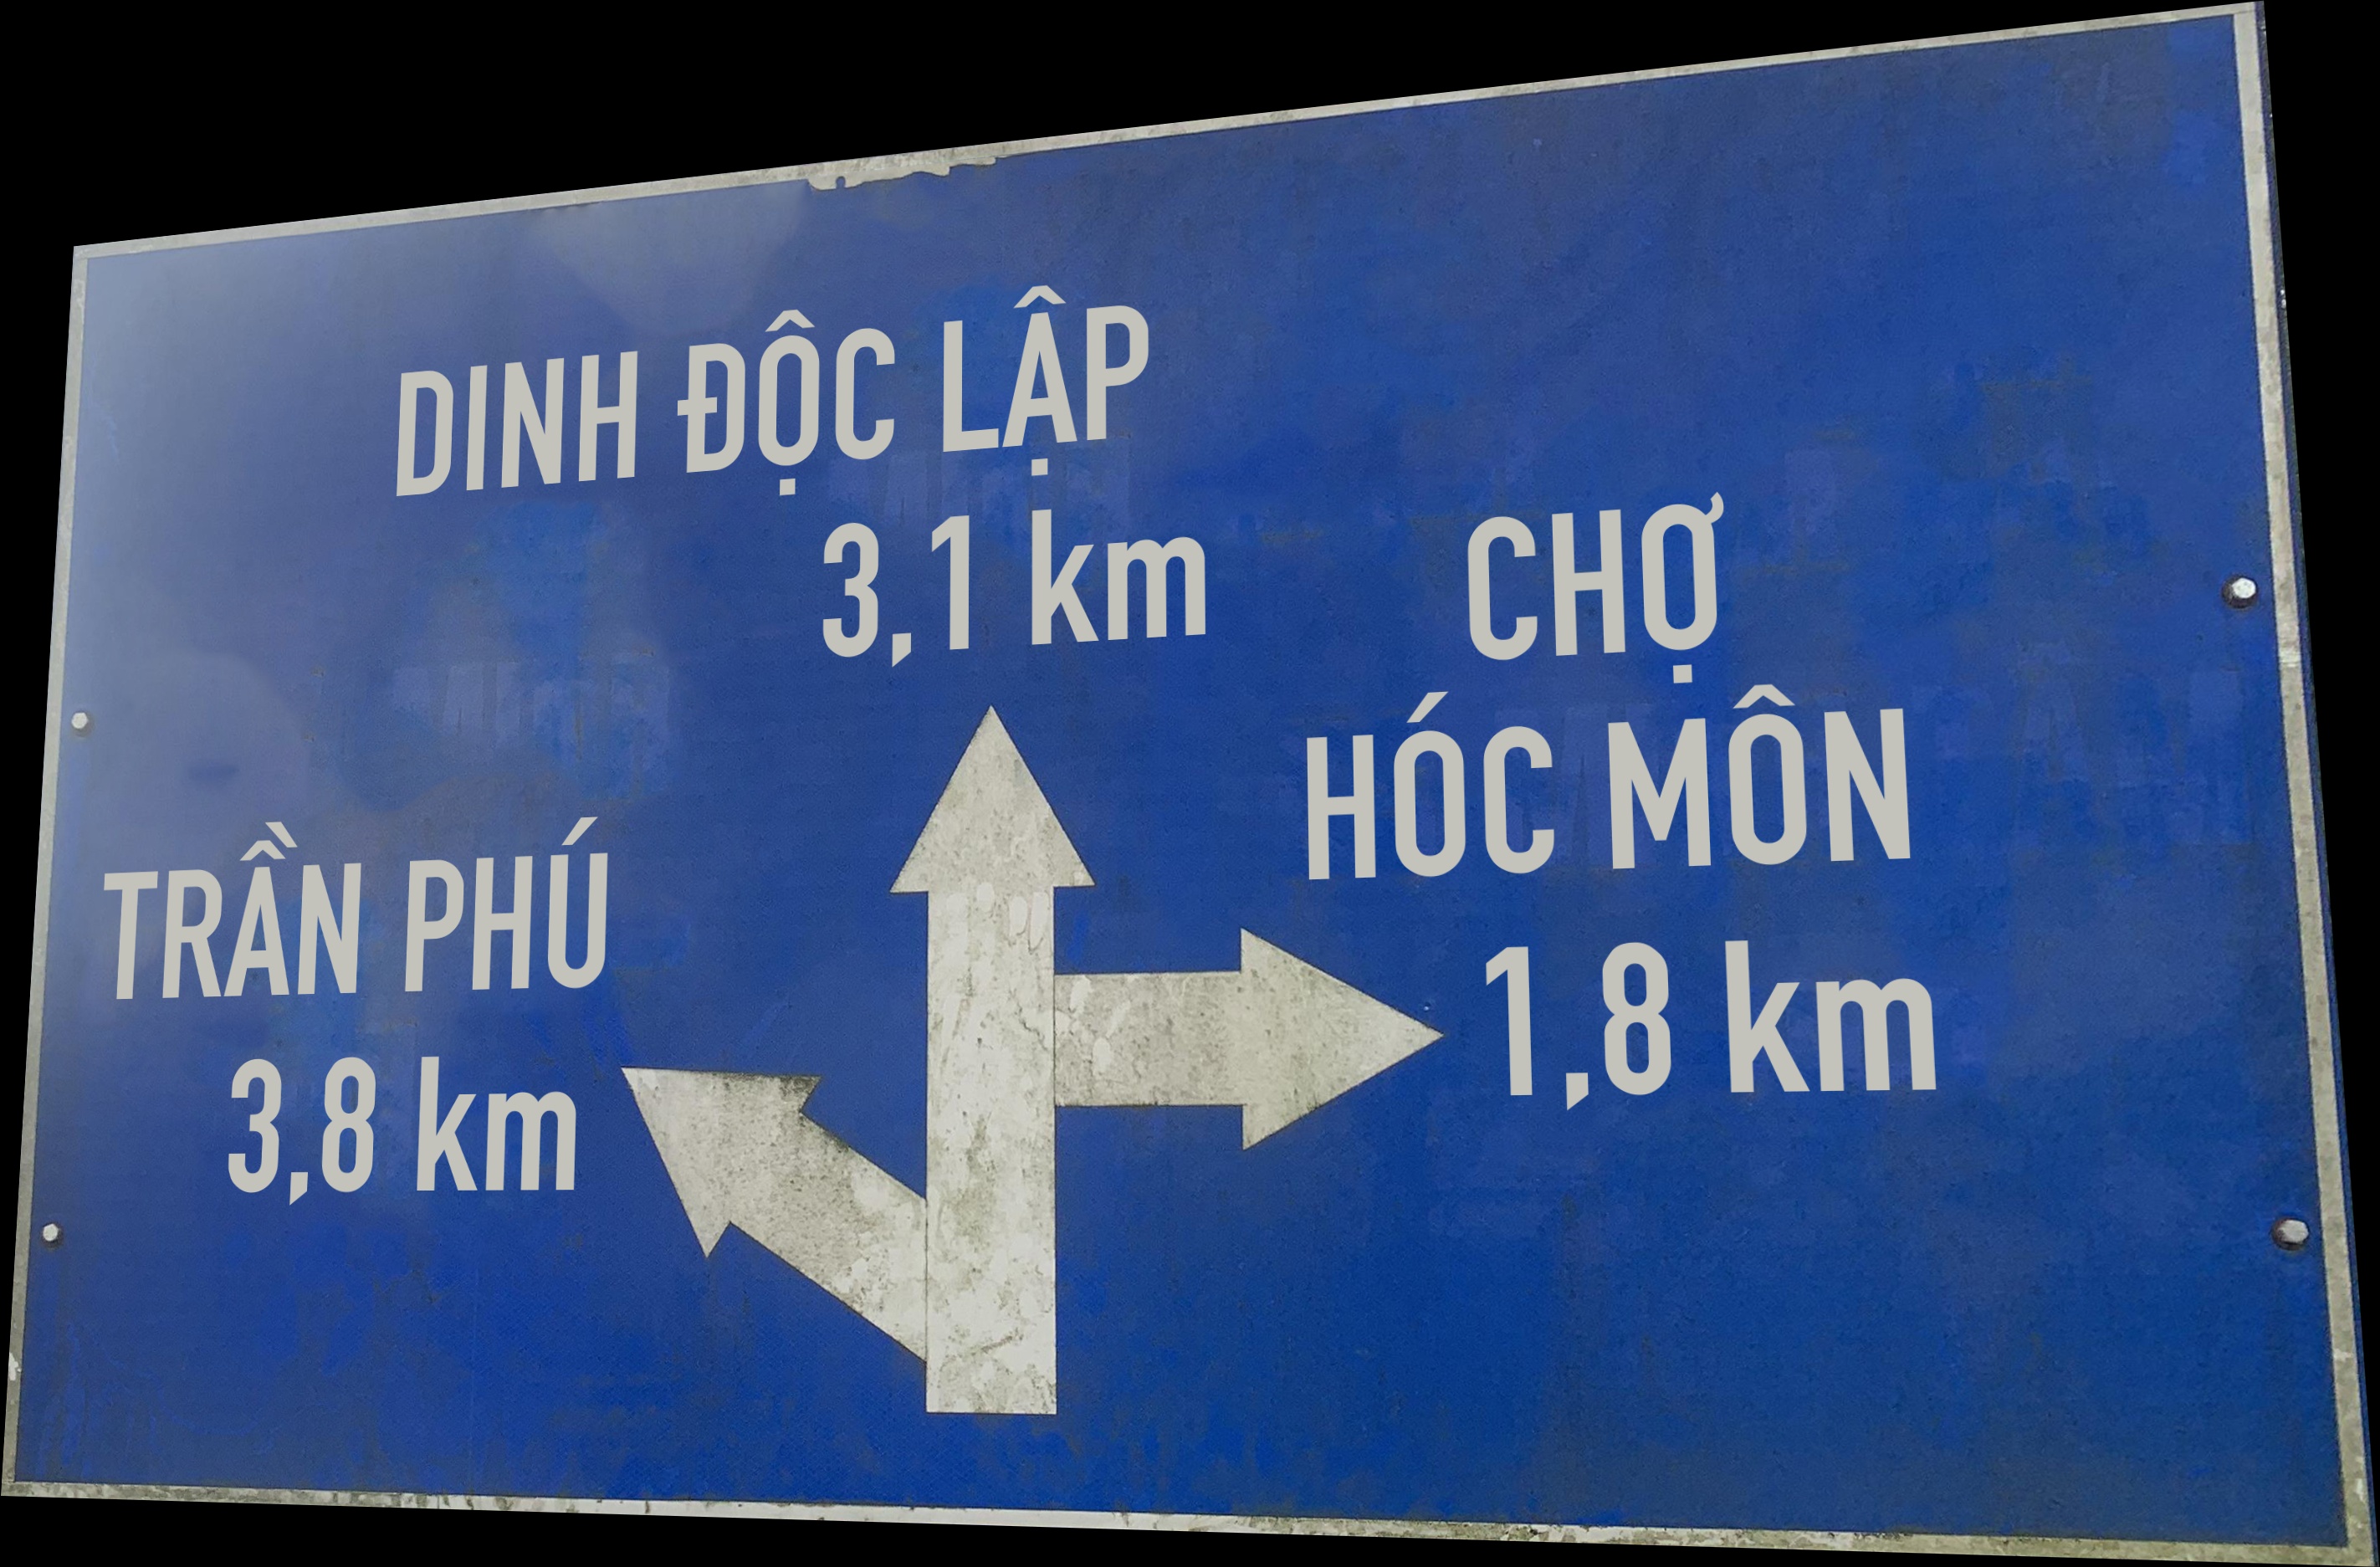 DINH ĐỘC LẬP
3,1 km
CHỢ
HÓC MÔN
1,8 km
TRẦN PHÚ
3,8 km